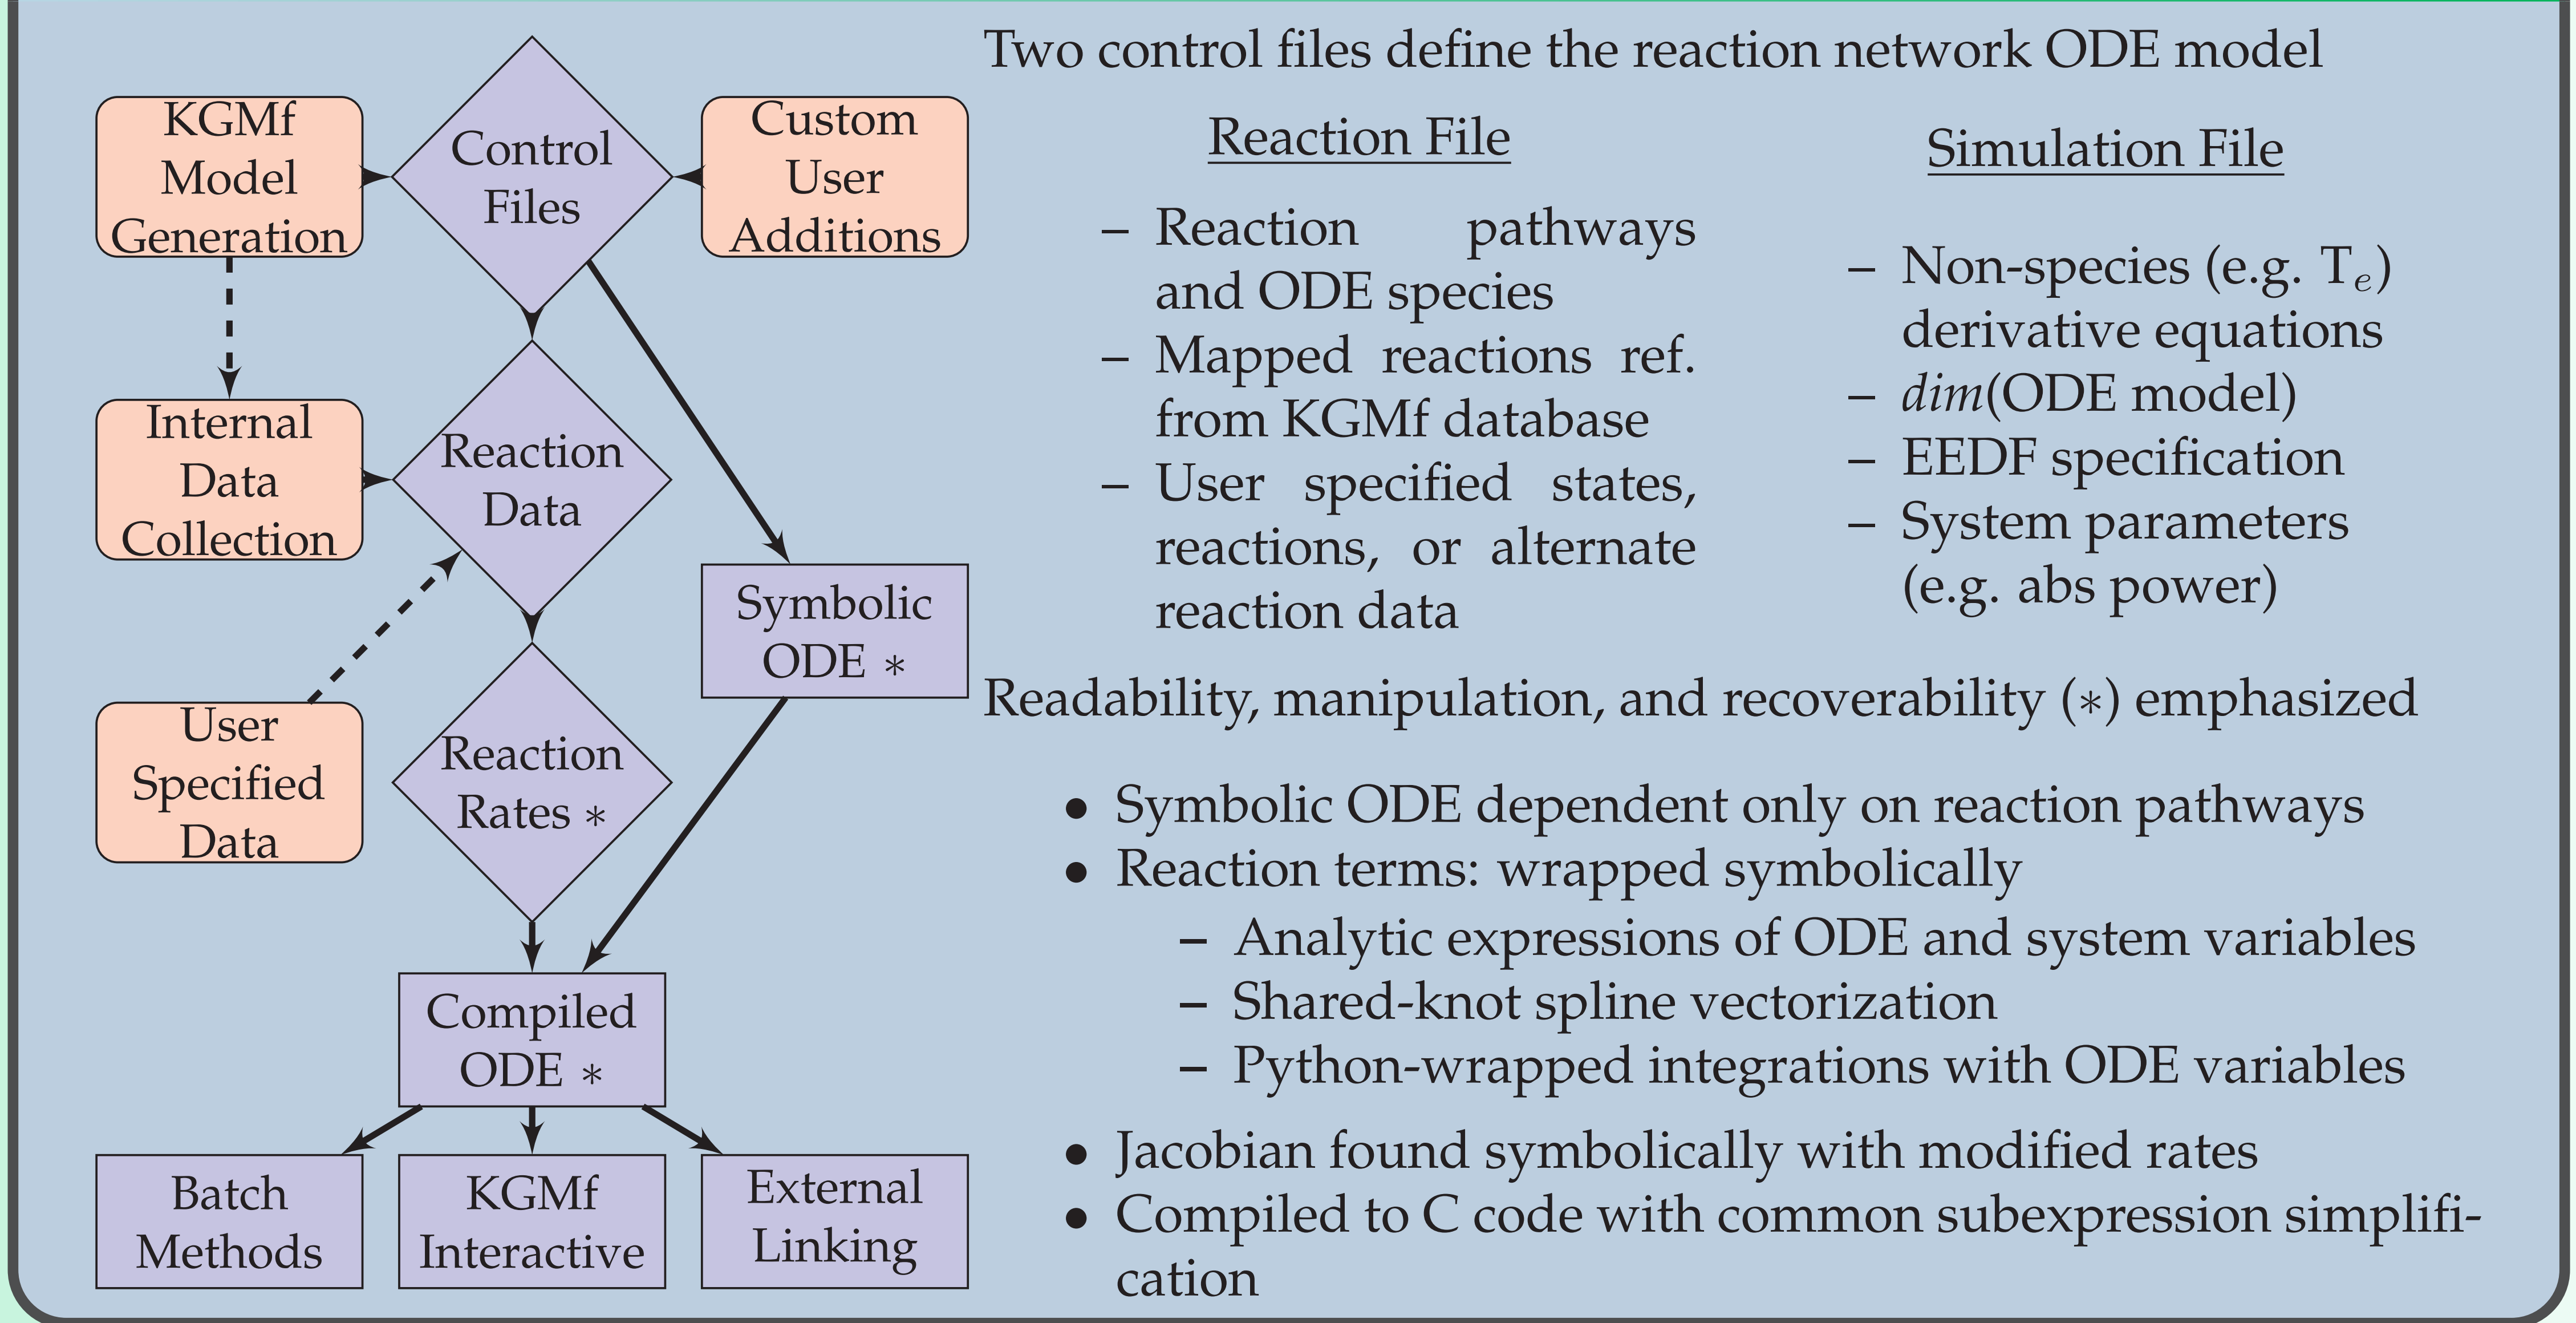 KGMf
Model
Generation
Control
Files
Custom
User
Additions
Internal
Data
Collection
Reaction
Data
Symbolic
ODE ∗
User
Specified
Data
Reaction
Rates ∗
Compiled
ODE ∗
Batch
Methods
KGMf
Interactive
External
Linking
Two control files define the reaction network ODE model
Reaction File
– Reaction pathways
and ODE species
– Mapped reactions ref.
from KGMf database
– User specified states,
reactions, or alternate
reaction data
Simulation File
– Non-species (e.g. Tₑ)
derivative equations
– dim(ODE model)
– EEDF specification
– System parameters
(e.g. abs power)
Readability, manipulation, and recoverability (∗) emphasized
• Symbolic ODE dependent only on reaction pathways
• Reaction terms: wrapped symbolically
– Analytic expressions of ODE and system variables
– Shared-knot spline vectorization
– Python-wrapped integrations with ODE variables
• Jacobian found symbolically with modified rates
• Compiled to C code with common subexpression simplifi-
cation